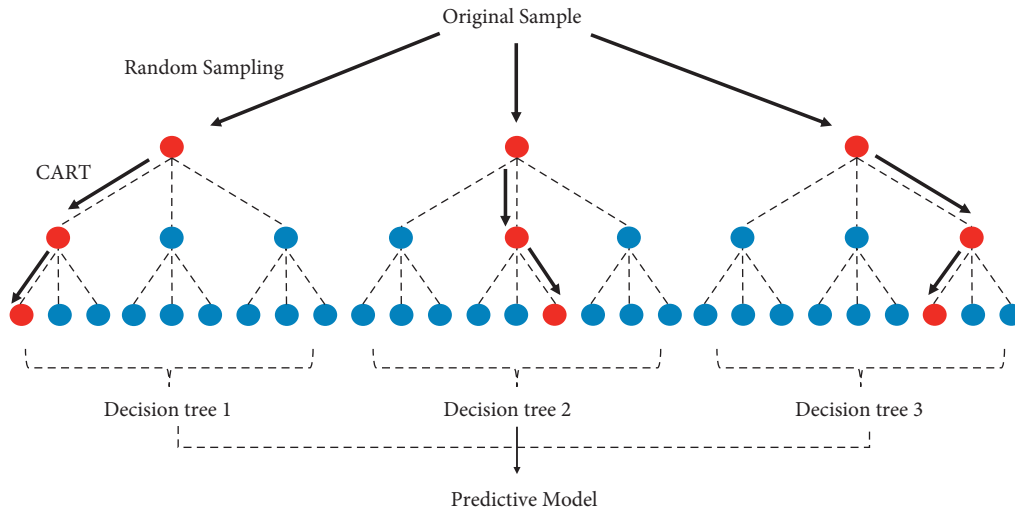 Original Sample
Random Sampling
CART
Decision tree 1
Decision tree 2
Decision tree 3
Predictive Model